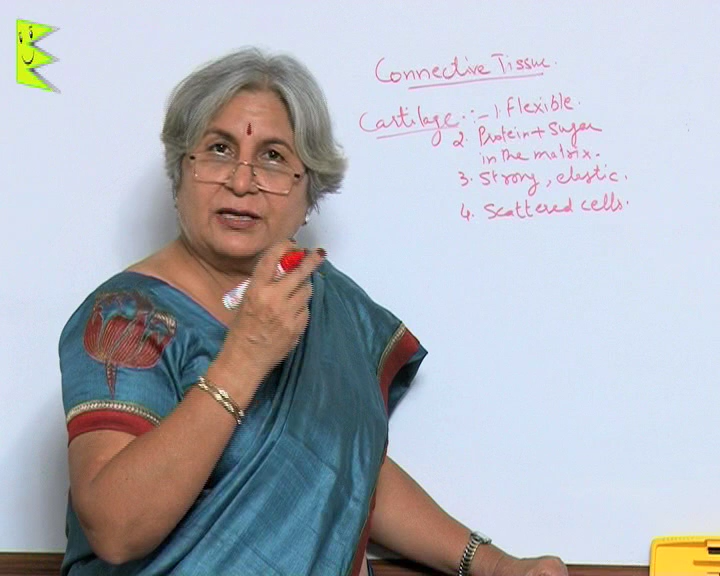 Connective Tissue.
Cartilage :- 1. Flexible.
2. Protein + Sugar
in the matrix.
3. Strong, elastic.
4. Scattered cells.